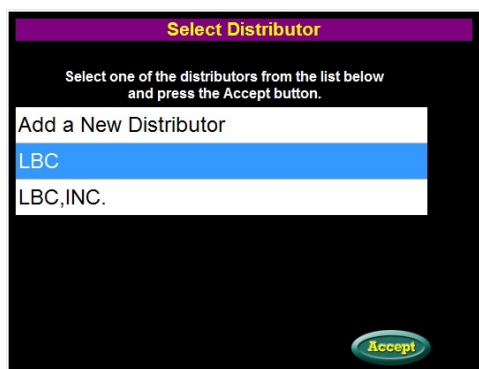 Select Distributor
Select one of the distributors from the list below
and press the Accept button.
Add a New Distributor
LBC
LBC,INC.
Accept